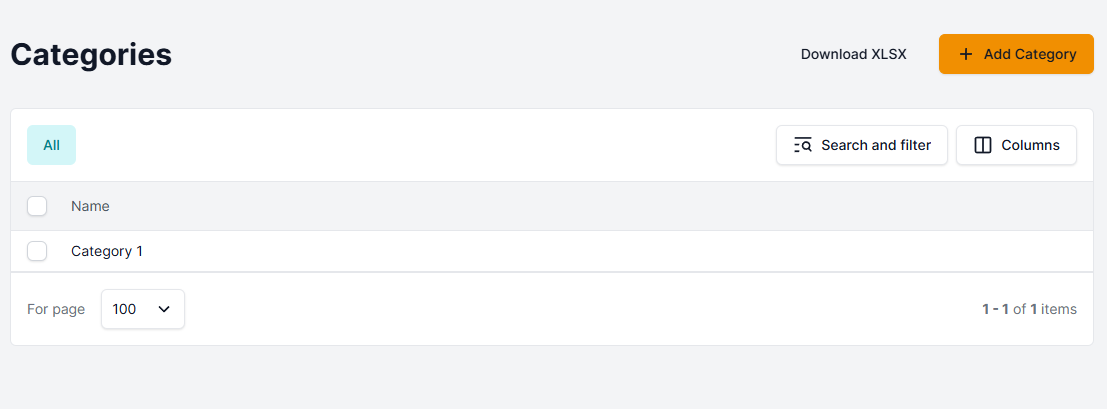 Categories
Download XLSX
Add Category
All
Search and filter
Columns
Name
Category 1
For page
100
1 - 1 of 1 items